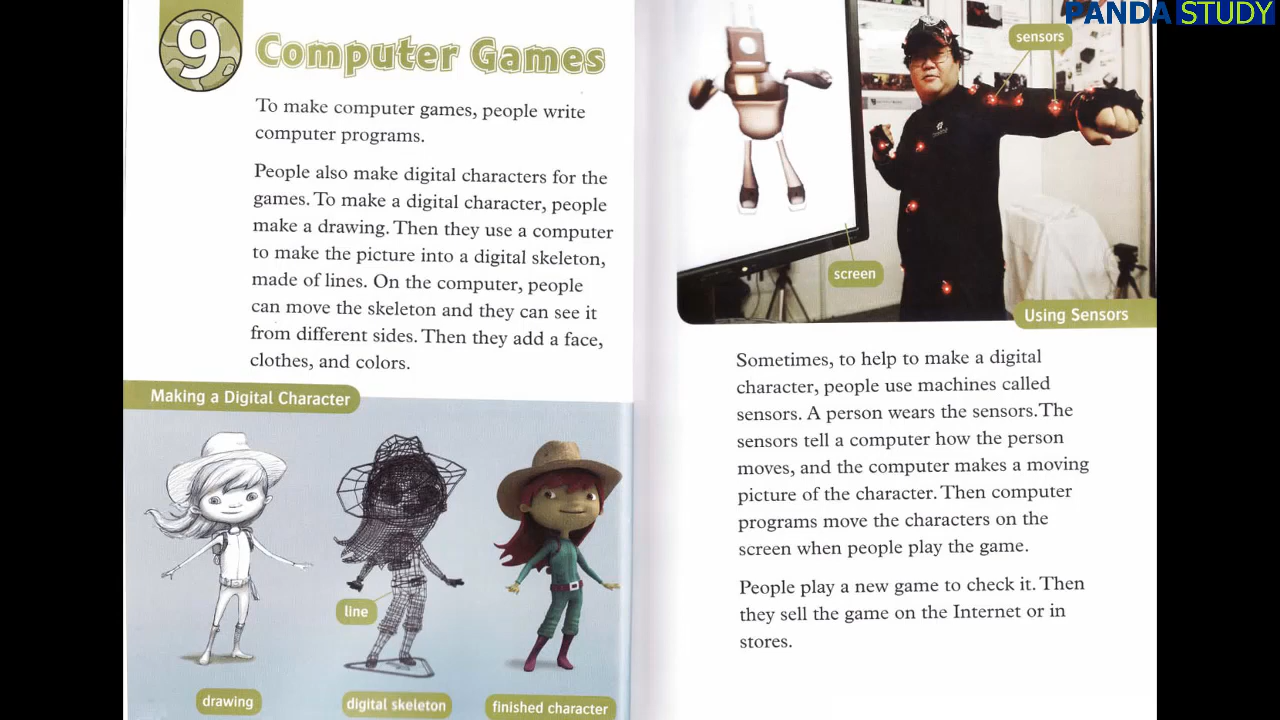 9
Computer Games
To make computer games, people write
computer programs.
People also make digital characters for the
games. To make a digital character, people
make a drawing. Then they use a computer
to make the picture into a digital skeleton,
made of lines. On the computer, people
can move the skeleton and they can see it
from different sides. Then they add a face,
clothes, and colors.
Making a Digital Character
line
drawing
digital skeleton
finished character
PANDA STUDY
sensors
screen
Using Sensors
Sometimes, to help to make a digital
character, people use machines called
sensors. A person wears the sensors.The
sensors tell a computer how the person
moves, and the computer makes a moving
picture of the character. Then computer
programs move the characters on the
screen when people play the game.
People play a new game to check it. Then
they sell the game on the Internet or in
stores.